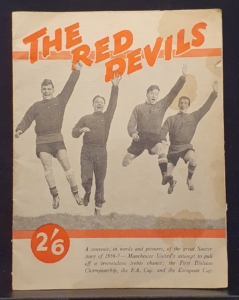 THE
RED
DEVILS
2'6
A souvenir, in words and pictures, of the great Soccer
story of 1956-7 — Manchester United's attempt to pull
off a tremendous treble chance; the First Division
Championship, the F.A. Cup, and the European Cup.